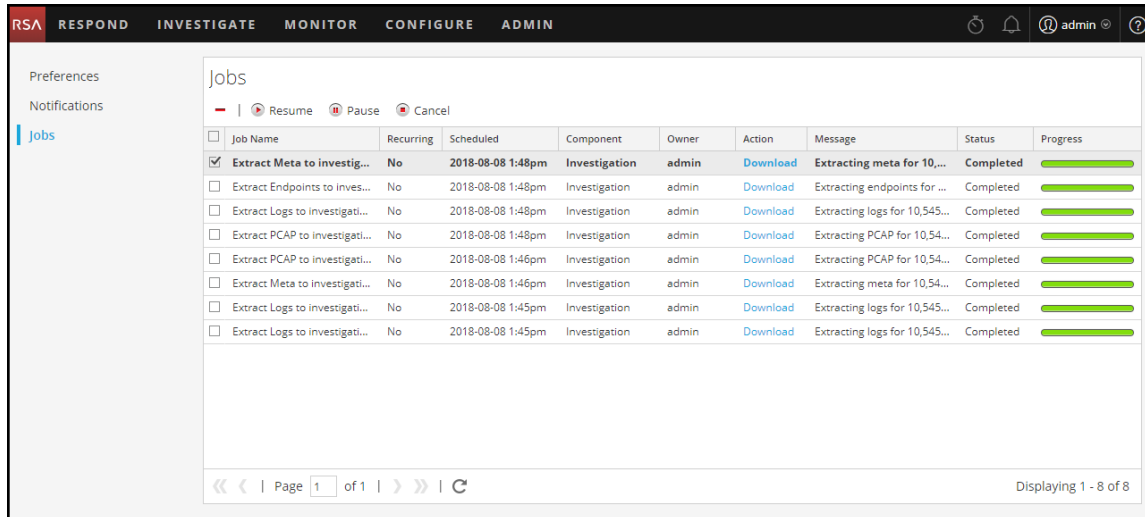 RSA RESPOND INVESTIGATE MONITOR CONFIGURE ADMIN admin ?
Preferences
Notifications
Jobs
Jobs
Resume Pause Cancel
Job Name Recurring Scheduled Component Owner Action Message Status Progress
Extract Meta to investig... No 2018-08-08 1:48pm Investigation admin Download Extracting meta for 10,... Completed
Extract Endpoints to inves... No 2018-08-08 1:48pm Investigation admin Download Extracting endpoints for ... Completed
Extract Logs to investigati... No 2018-08-08 1:48pm Investigation admin Download Extracting logs for 10,545... Completed
Extract PCAP to investigati... No 2018-08-08 1:48pm Investigation admin Download Extracting PCAP for 10,54... Completed
Extract PCAP to investigati... No 2018-08-08 1:46pm Investigation admin Download Extracting PCAP for 10,54... Completed
Extract Meta to investigati... No 2018-08-08 1:46pm Investigation admin Download Extracting meta for 10,54... Completed
Extract Logs to investigati... No 2018-08-08 1:45pm Investigation admin Download Extracting logs for 10,545... Completed
Extract Logs to investigati... No 2018-08-08 1:45pm Investigation admin Download Extracting logs for 10,545... Completed
Page 1 of 1 Displaying 1 - 8 of 8